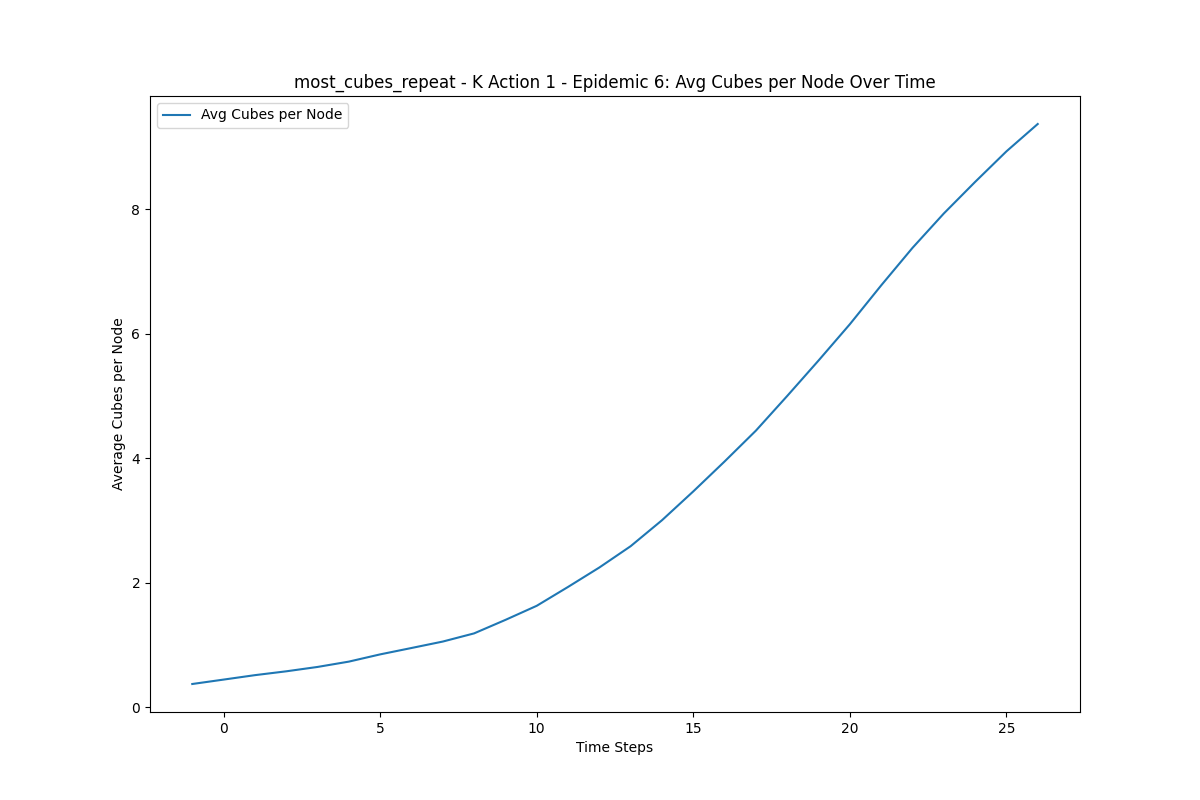 most_cubes_repeat - K Action 1 - Epidemic 6: Avg Cubes per Node Over Time
Avg Cubes per Node
Average Cubes per Node
8
6
4
2
0
0 5 10 15 20 25
Time Steps